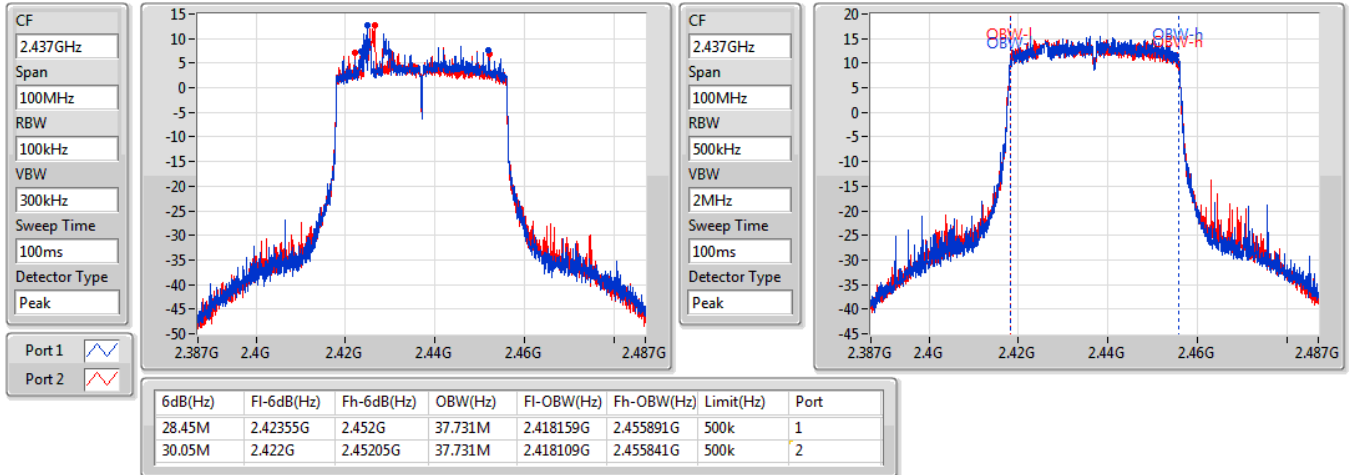 CF
2.437GHz
Span
100MHz
RBW
100kHz
VBW
300kHz
Sweep Time
100ms
Detector Type
Peak
Port 1
Port 2
15
10
5
0
-5
-10
-15
-20
-25
-30
-35
-40
-45
-50
2.387G 2.4G 2.42G 2.44G 2.46G 2.487G
CF
2.437GHz
Span
100MHz
RBW
500kHz
VBW
2MHz
Sweep Time
100ms
Detector Type
Peak
20
15
10
5
0
-5
-10
-15
-20
-25
-30
-35
-40
-45
OBW-l OBW-h
OBW-l OBW-h
2.387G 2.4G 2.42G 2.44G 2.46G 2.487G
6dB(Hz) Fl-6dB(Hz) Fh-6dB(Hz) OBW(Hz) Fl-OBW(Hz) Fh-OBW(Hz) Limit(Hz) Port
28.45M 2.42355G 2.452G 37.731M 2.418159G 2.455891G 500k 1
30.05M 2.422G 2.45205G 37.731M 2.418109G 2.455841G 500k 2